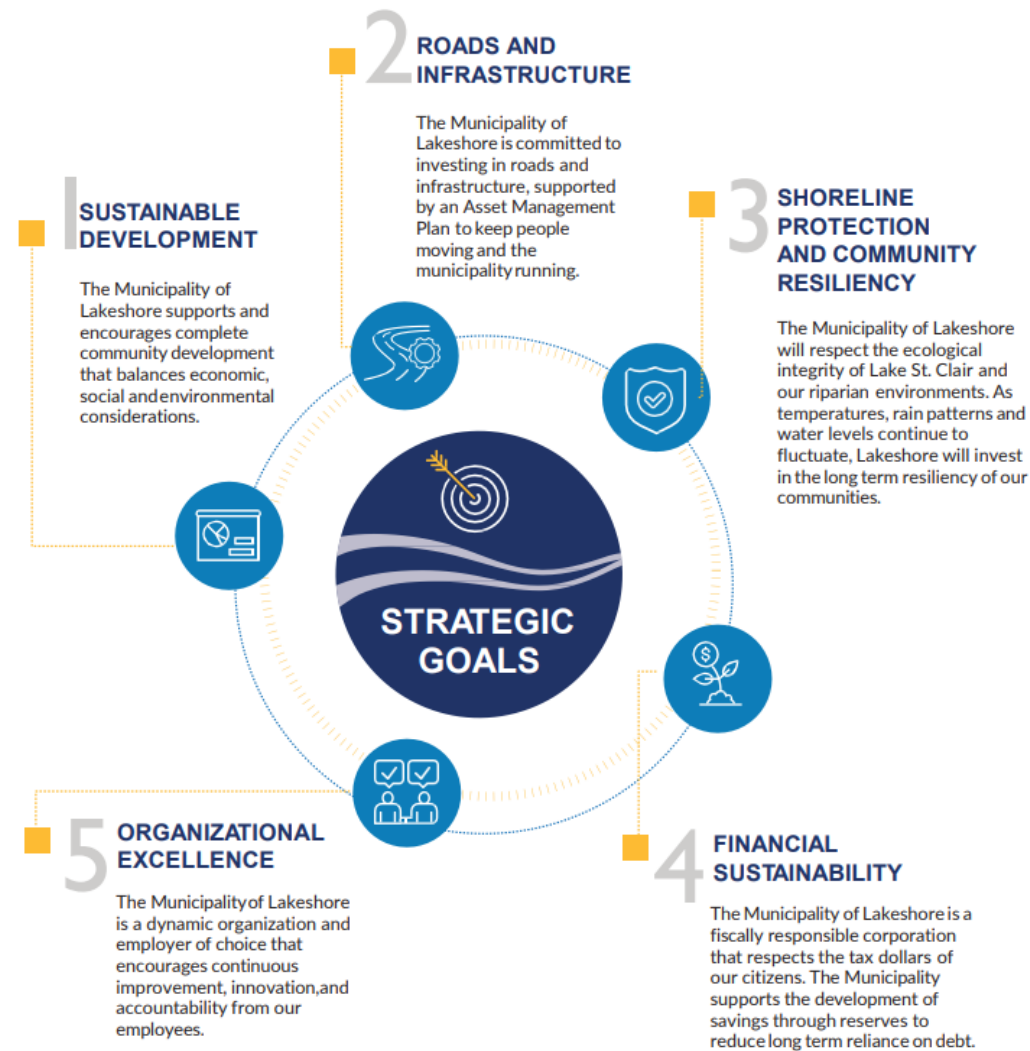 1
SUSTAINABLE
DEVELOPMENT
The Municipality of
Lakeshore supports and
encourages complete
community development
that balances economic,
social and environmental
considerations.
2
ROADS AND
INFRASTRUCTURE
The Municipality of
Lakeshore is committed to
investing in roads and
infrastructure, supported
by an Asset Management
Plan to keep people
moving and the
municipality running.
3
SHORELINE
PROTECTION
AND COMMUNITY
RESILIENCY
The Municipality of Lakeshore
will respect the ecological
integrity of Lake St. Clair and
our riparian environments. As
temperatures, rain patterns and
water levels continue to
fluctuate, Lakeshore will invest
in the long term resiliency of our
communities.
STRATEGIC
GOALS
$
4
FINANCIAL
SUSTAINABILITY
The Municipality of Lakeshore is a
fiscally responsible corporation
that respects the tax dollars of
our citizens. The Municipality
supports the development of
savings through reserves to
reduce long term reliance on debt.
5
ORGANIZATIONAL
EXCELLENCE
The Municipality of Lakeshore
is a dynamic organization and
employer of choice that
encourages continuous
improvement, innovation,and
accountability from our
employees.